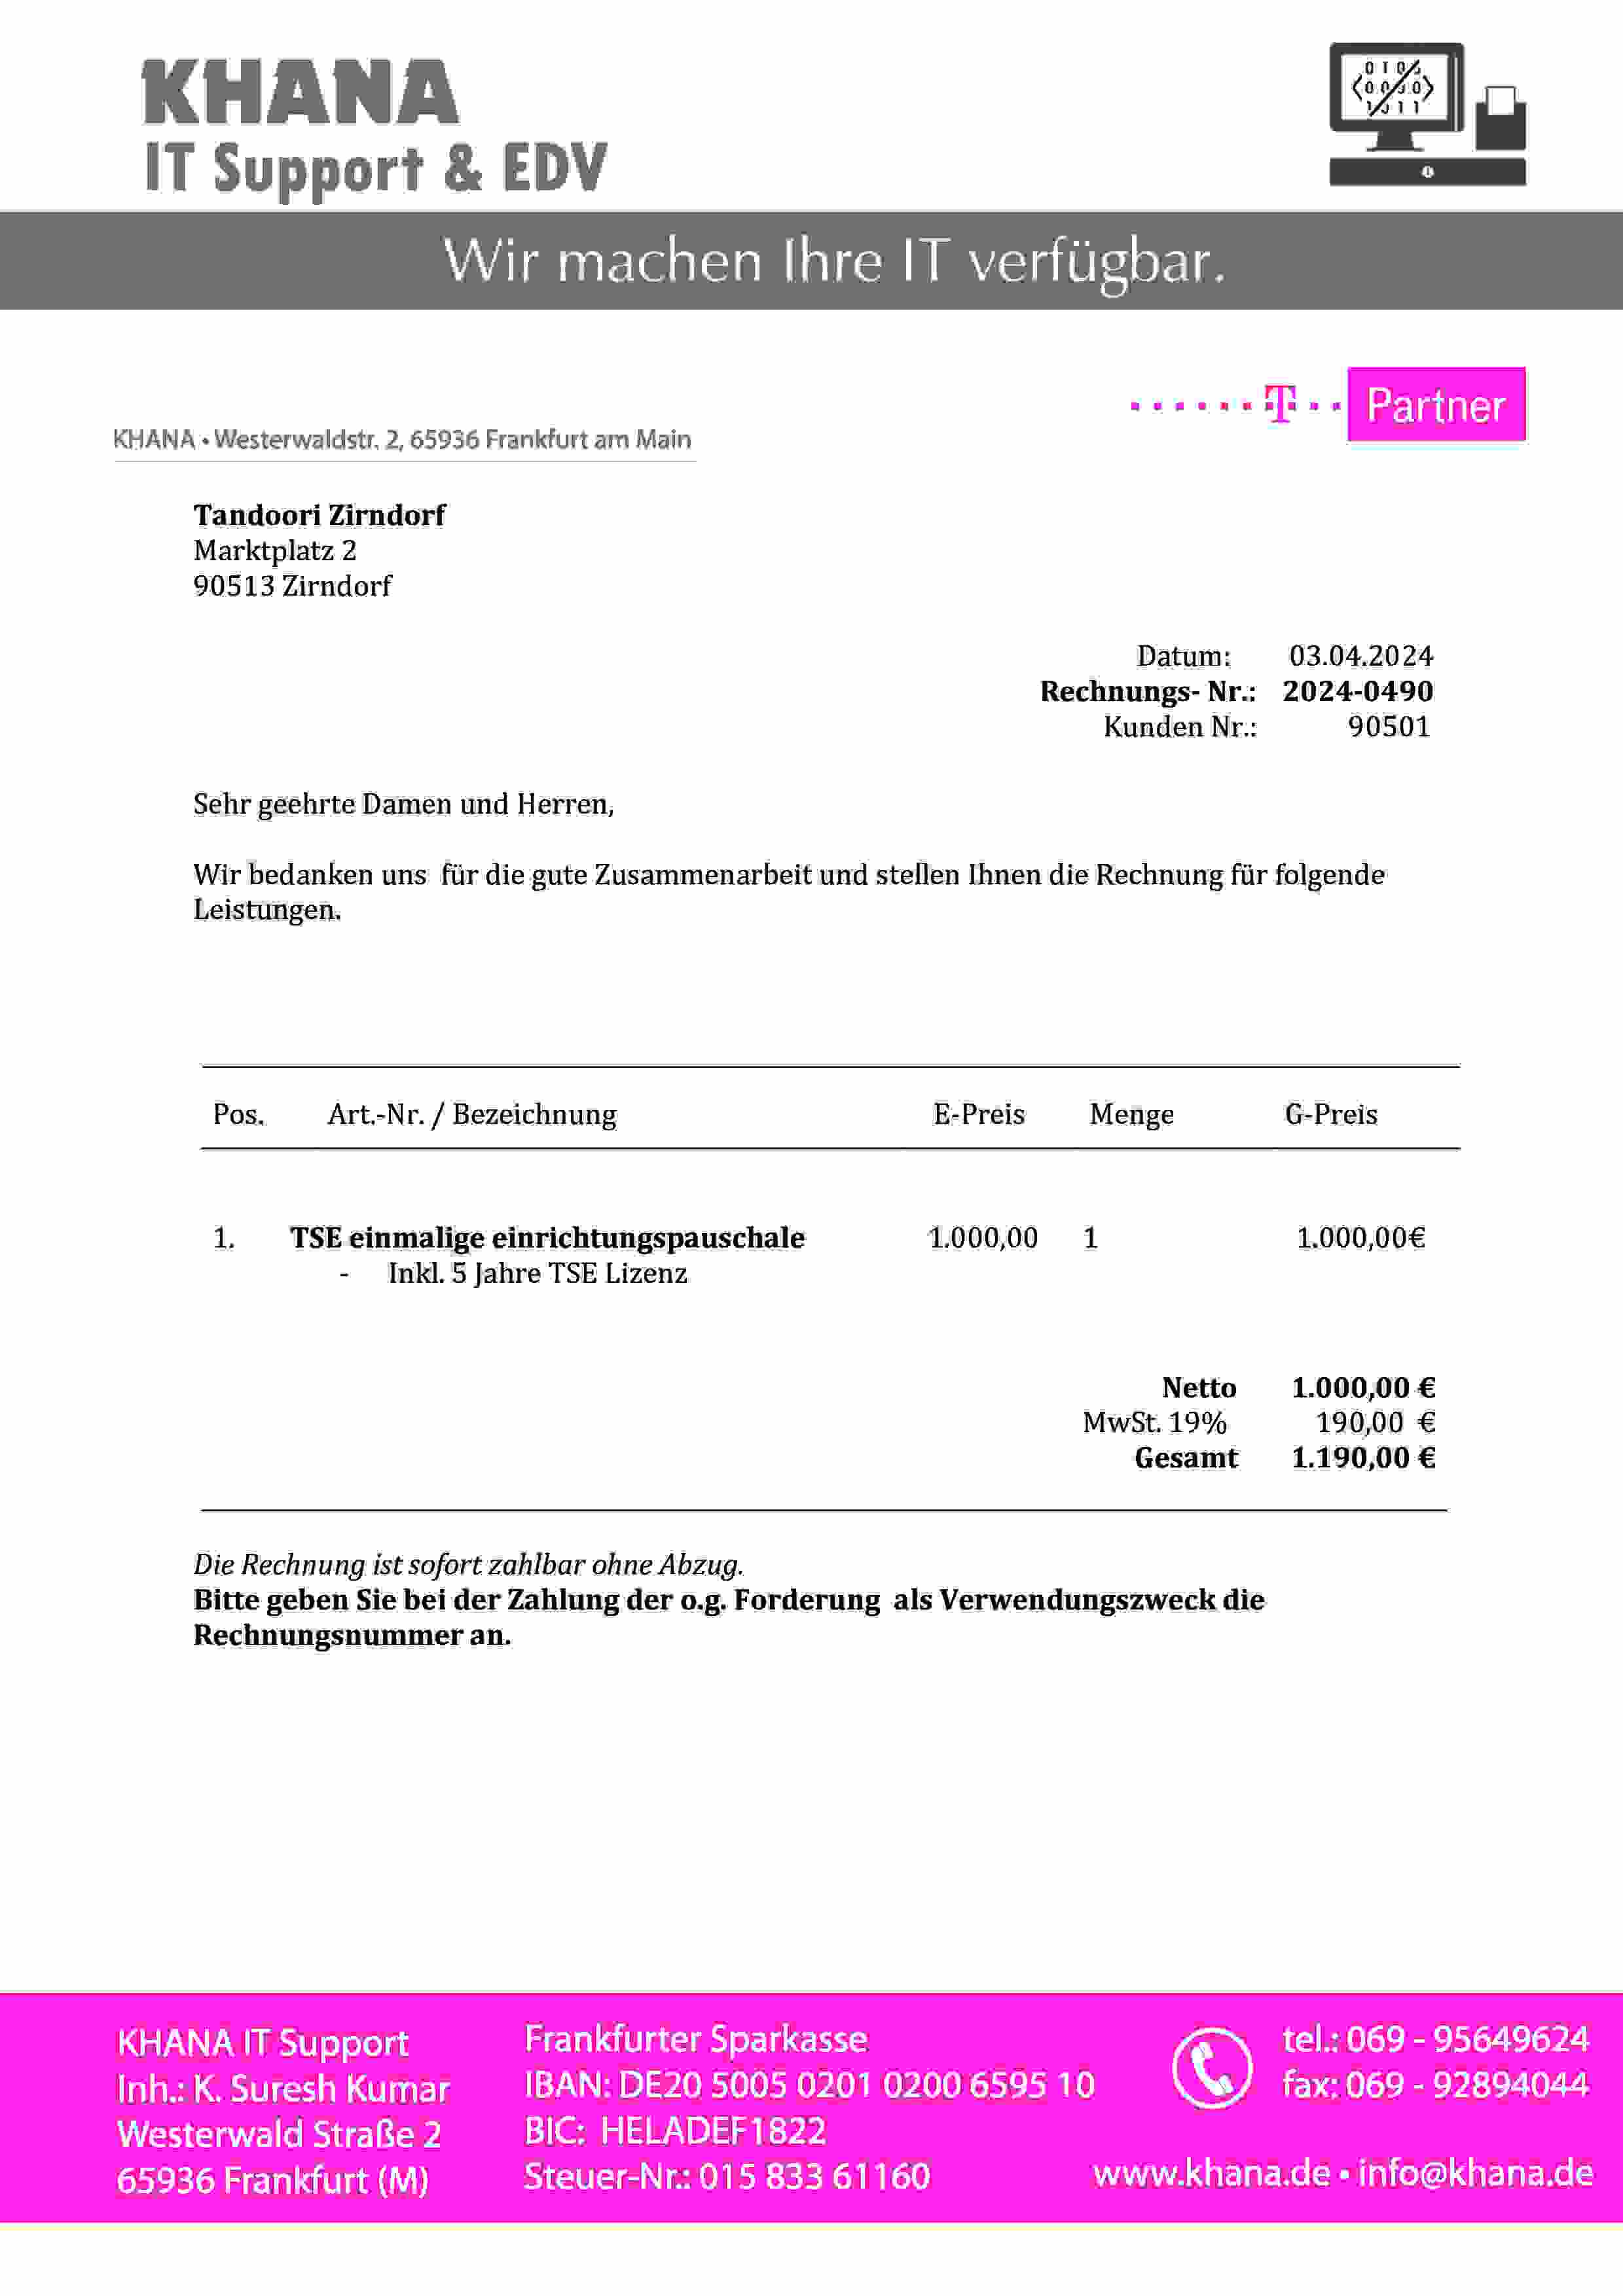 KHANA
IT Support & EDV
Wir machen Ihre IT verfügbar.
T Partner
KHANA • Westerwaldstr. 2, 65936 Frankfurt am Main
Tandoori Zirndorf
Marktplatz 2
90513 Zirndorf
Datum: 03.04.2024
Rechnungs- Nr.: 2024-0490
Kunden Nr.: 90501
Sehr geehrte Damen und Herren,
Wir bedanken uns für die gute Zusammenarbeit und stellen Ihnen die Rechnung für folgende
Leistungen.
Pos. Art.-Nr. / Bezeichnung E-Preis Menge G-Preis
1. TSE einmalige einrichtungspauschale 1.000,00 1 1.000,00€
- Inkl. 5 Jahre TSE Lizenz
Netto 1.000,00 €
MwSt. 19% 190,00 €
Gesamt 1.190,00 €
Die Rechnung ist sofort zahlbar ohne Abzug.
Bitte geben Sie bei der Zahlung der o.g. Forderung als Verwendungszweck die
Rechnungsnummer an.
KHANA IT Support
Inh.: K. Suresh Kumar
Westerwald Straße 2
65936 Frankfurt (M)
Frankfurter Sparkasse
IBAN: DE20 5005 0201 0200 6595 10
BIC: HELADEF1822
Steuer-Nr.: 015 833 61160
tel.: 069 - 95649624
fax: 069 - 92894044
www.khana.de • info@khana.de